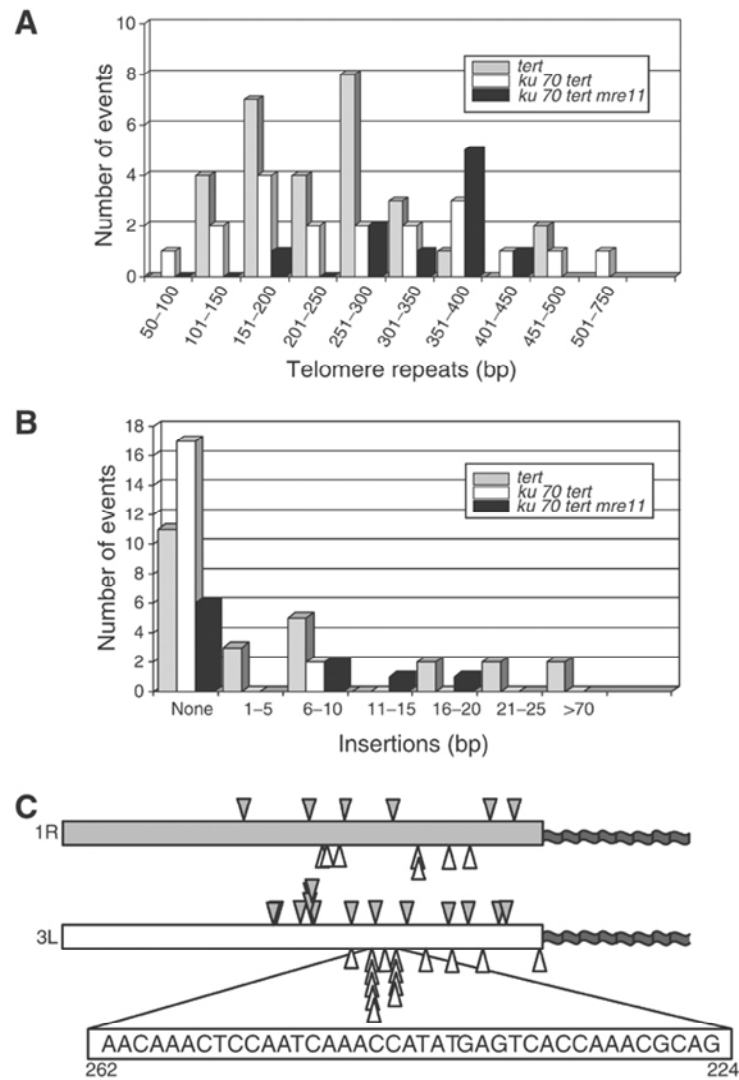 A
10
8
6
4
2
0
Number of events
tert
ku 70 tert
ku 70 tert mre11
50–100
101–150
151–200
201–250
251–300
301–350
351–400
401–450
451–500
501–750
Telomere repeats (bp)
B
18
16
14
12
10
8
6
4
2
0
Number of events
tert
ku 70 tert
ku 70 tert mre11
None
1–5
6–10
11–15
16–20
21–25
>70
Insertions (bp)
C
1R
3L
AACAAACTCCAATCAAACCATATGAGTCACCAAACGCAG
262
224